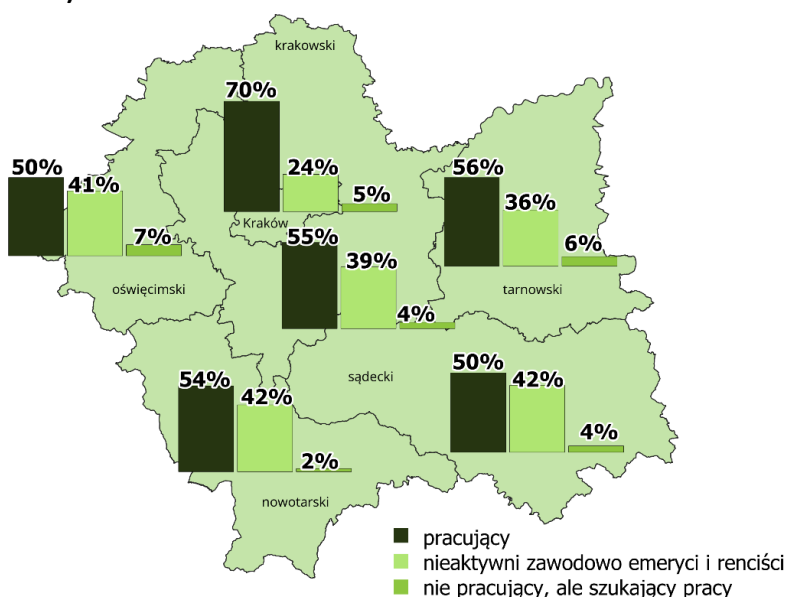 krakowski
70%
24%
5%
50%
41%
7%
56%
36%
6%
Kraków
55%
39%
4%
oświęcimski
tarnowski
sądecki
54%
42%
2%
50%
42%
4%
nowotarski
pracujący
nieaktywni zawodowo emeryci i renciści
nie pracujący, ale szukający pracy